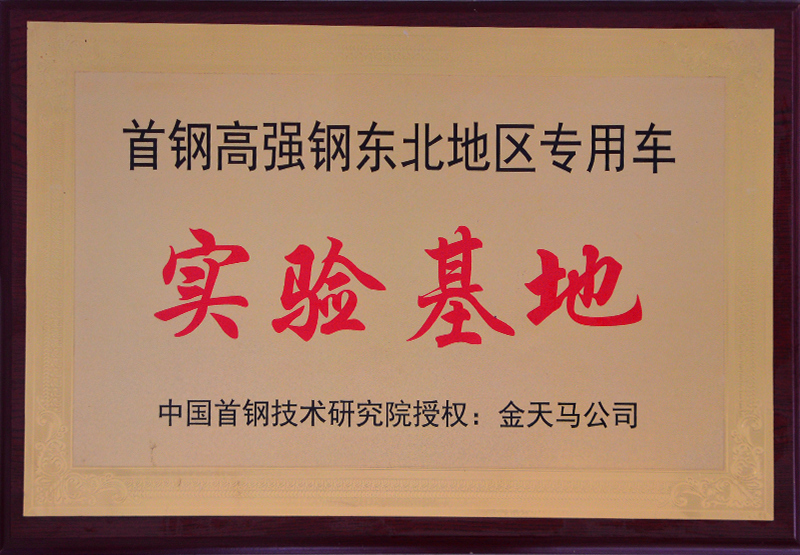 首钢高强钢东北地区专用车
实验基地
中国首钢技术研究院授权：金天马公司